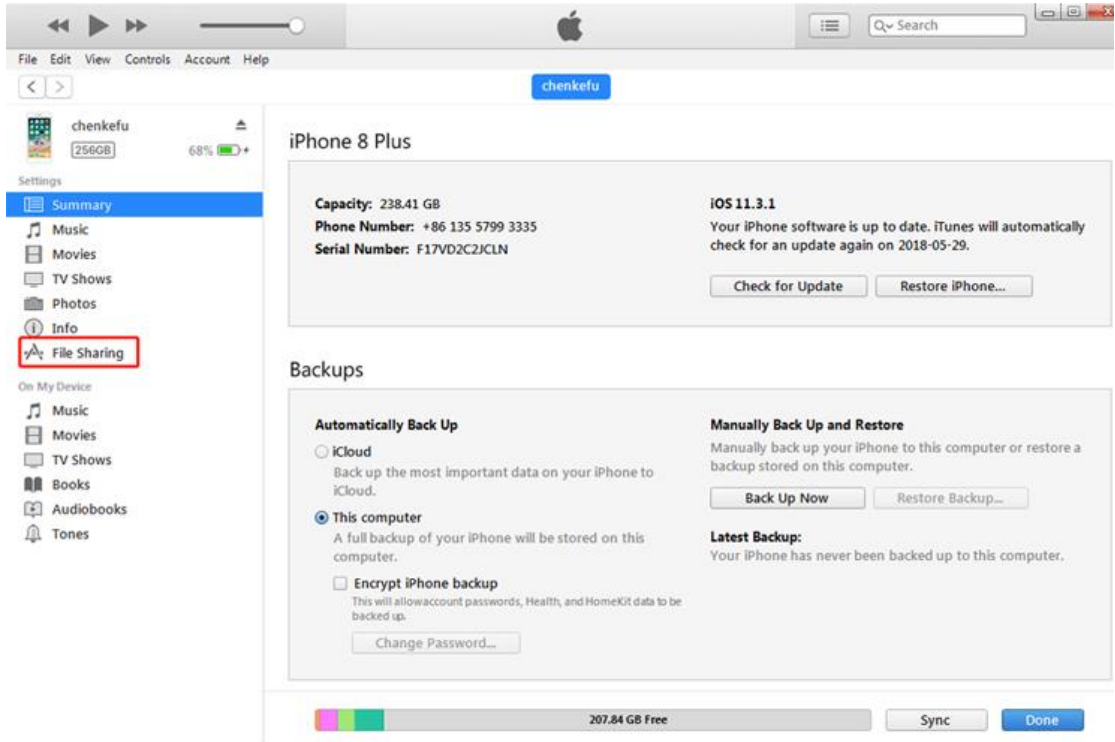 Search
File Edit View Controls Account Help
chenkefu
chenkefu
256GB 68%
Settings
Summary
Music
Movies
TV Shows
Photos
Info
File Sharing
On My Device
Music
Movies
TV Shows
Books
Audiobooks
Tones
iPhone 8 Plus
Capacity: 238.41 GB
Phone Number: +86 135 5799 3335
Serial Number: F17VD2C2JCLN
iOS 11.3.1
Your iPhone software is up to date. iTunes will automatically
check for an update again on 2018-05-29.
Check for Update Restore iPhone...
Backups
Automatically Back Up
iCloud
Back up the most important data on your iPhone to
iCloud.
This computer
A full backup of your iPhone will be stored on this
computer.
Encrypt iPhone backup
This will allowaccount passwords, Health, and HomeKit data to be
backed up.
Change Password...
Manually Back Up and Restore
Manually back up your iPhone to this computer or restore a
backup stored on this computer.
Back Up Now Restore Backup...
Latest Backup:
Your iPhone has never been backed up to this computer.
207.84 GB Free Sync Done